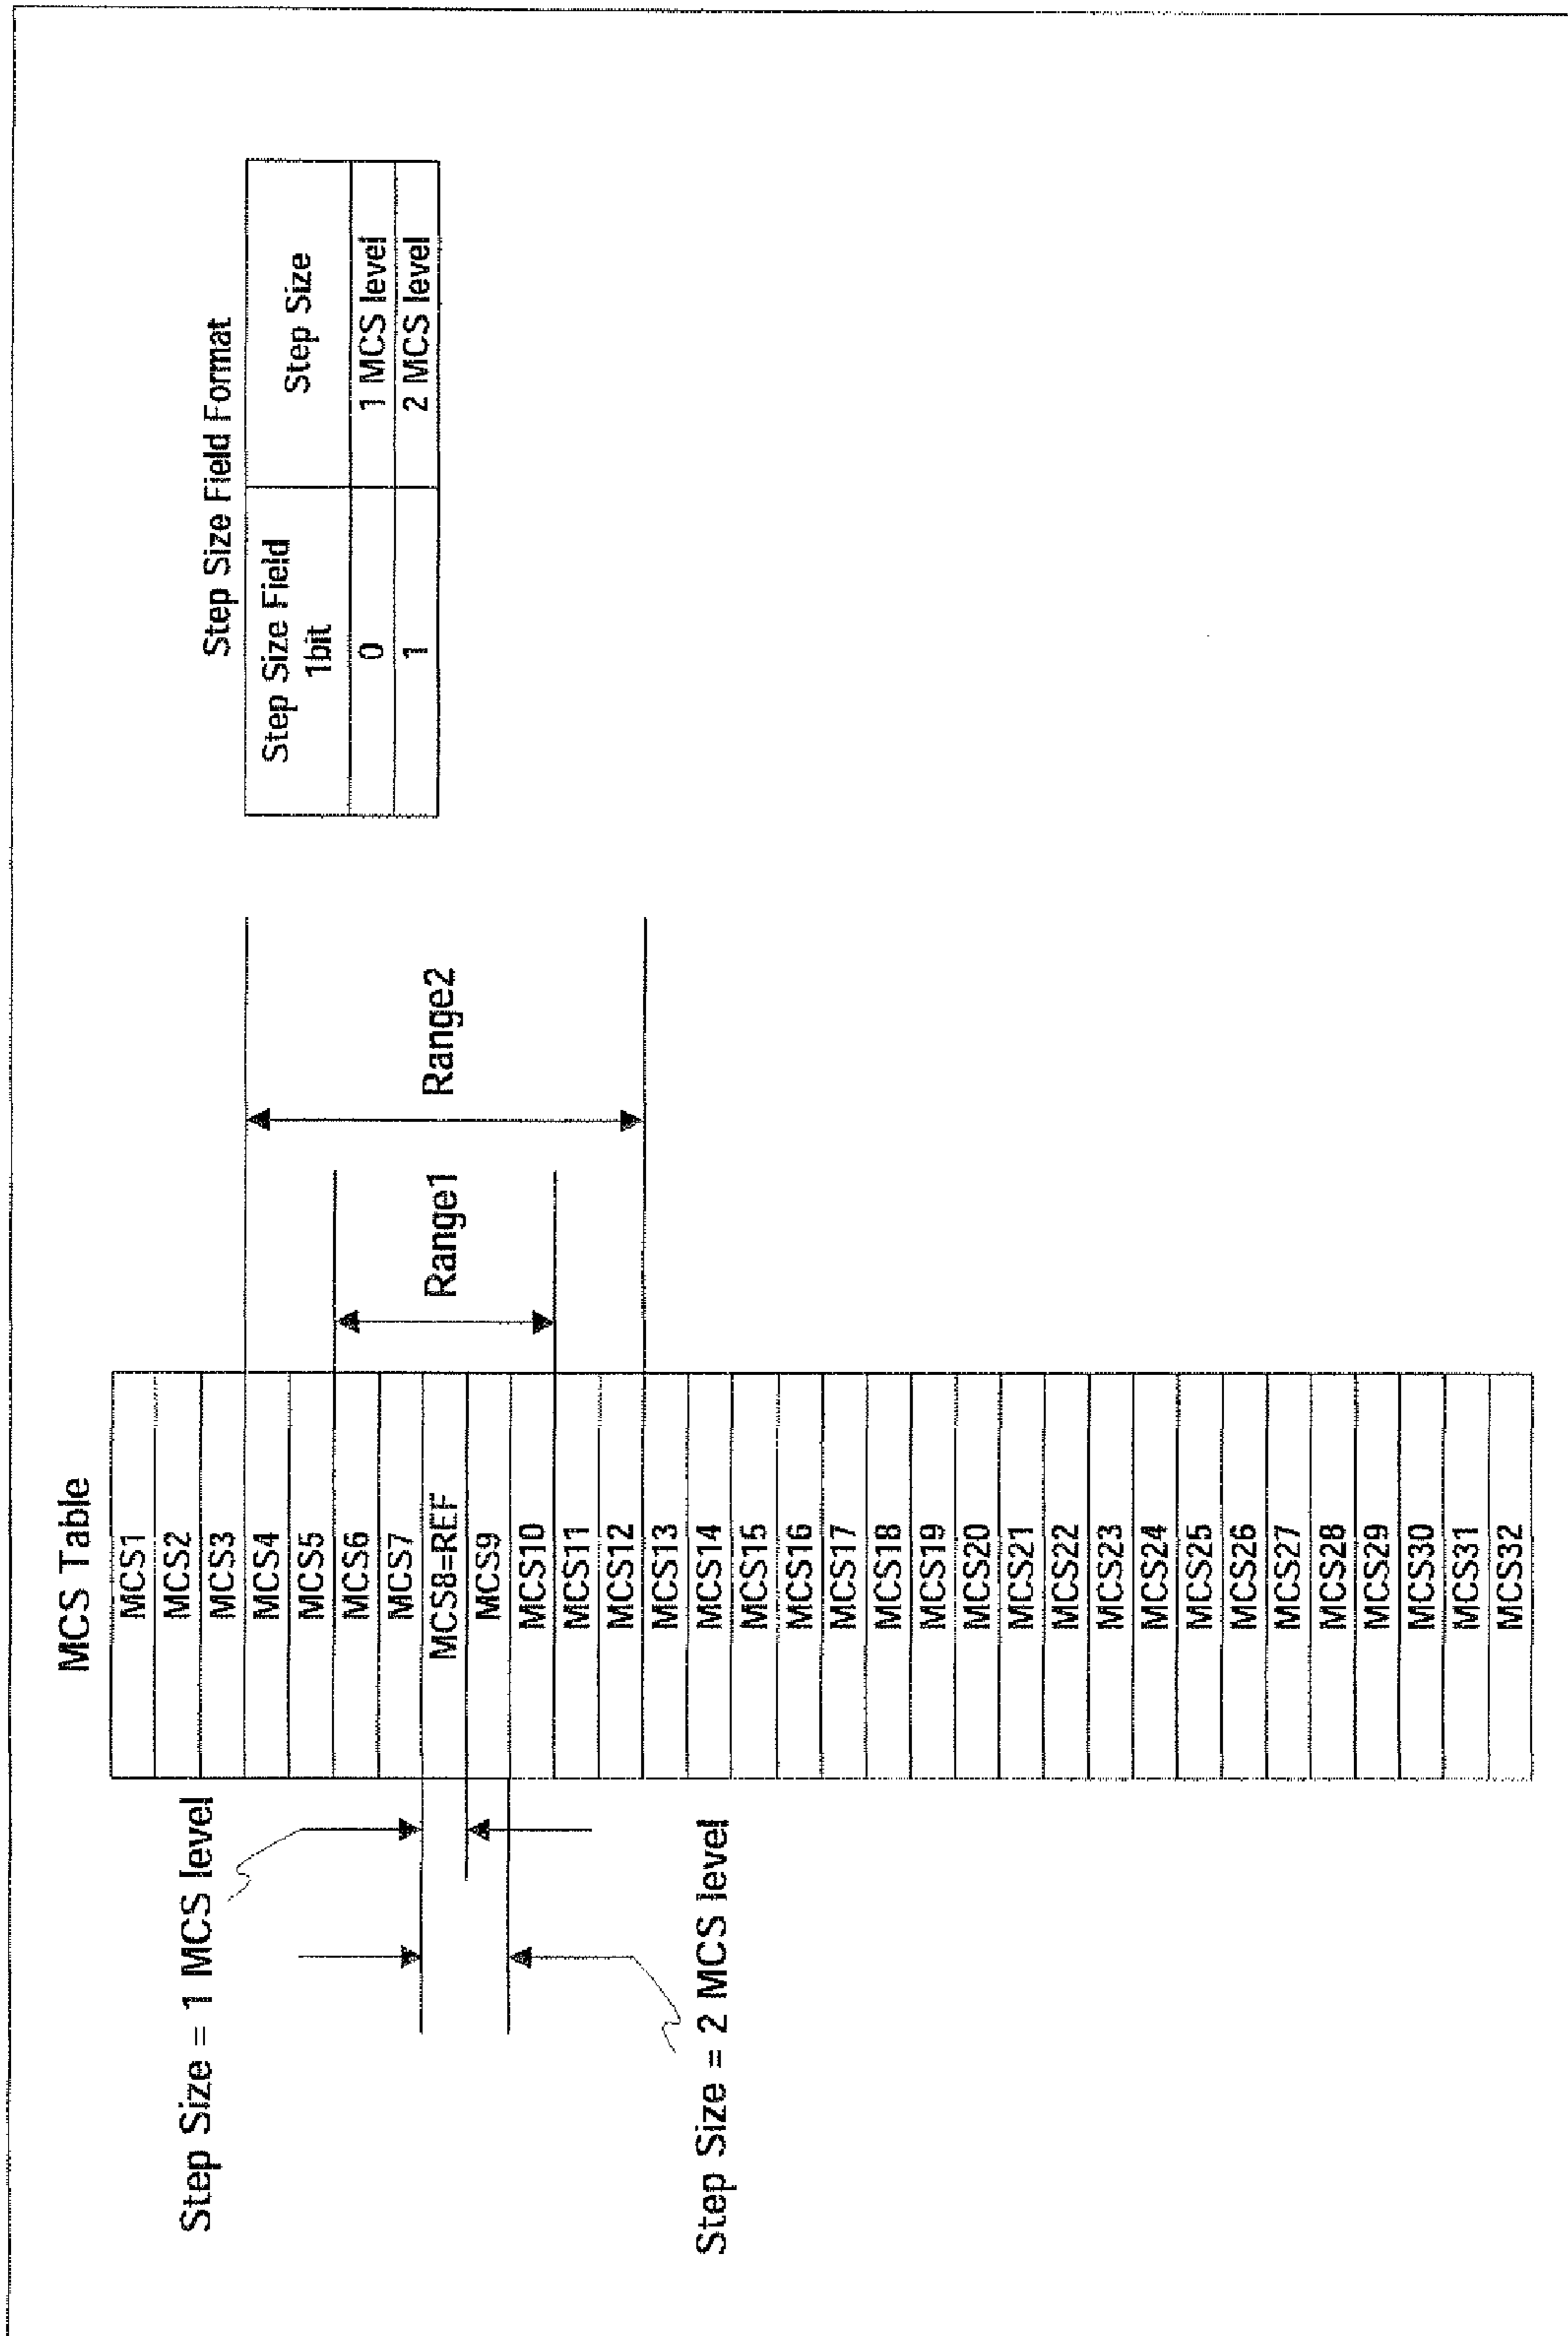 MCS Table
MCS1
MCS2
MCS3
MCS4
MCS5
MCS6
MCS7
MCS8=REF
MCS9
MCS10
MCS11
MCS12
MCS13
MCS14
MCS15
MCS16
MCS17
MCS18
MCS19
MCS20
MCS21
MCS22
MCS23
MCS24
MCS25
MCS26
MCS27
MCS28
MCS29
MCS30
MCS31
MCS32
Step Size = 1 MCS level
Step Size = 2 MCS level
Range1
Range2
Step Size Field Format
Step Size Field
1bit
Step Size
0
1 MCS level
1
2 MCS level